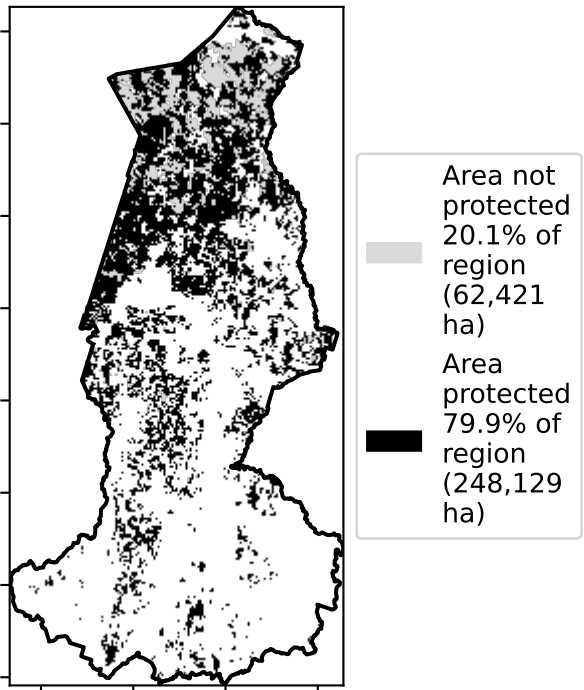 Area not
protected
20.1% of
region
(62,421
ha)
Area
protected
79.9% of
region
(248,129
ha)